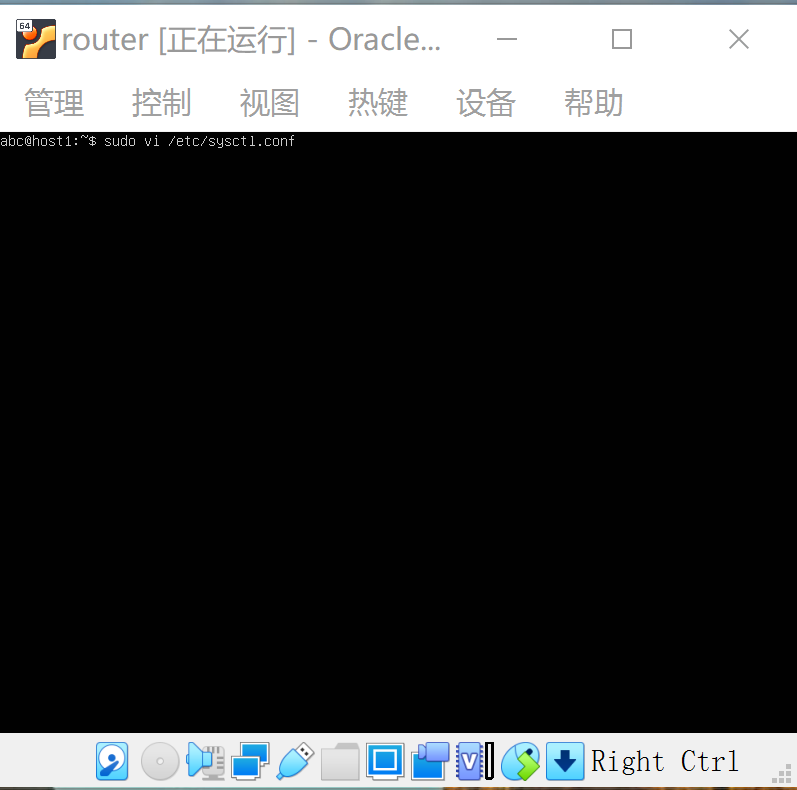 64
router [正在运行] - Oracle...
管理 控制 视图 热键 设备 帮助
abc@host1:~$ sudo vi /etc/sysctl.conf
V
Right Ctrl